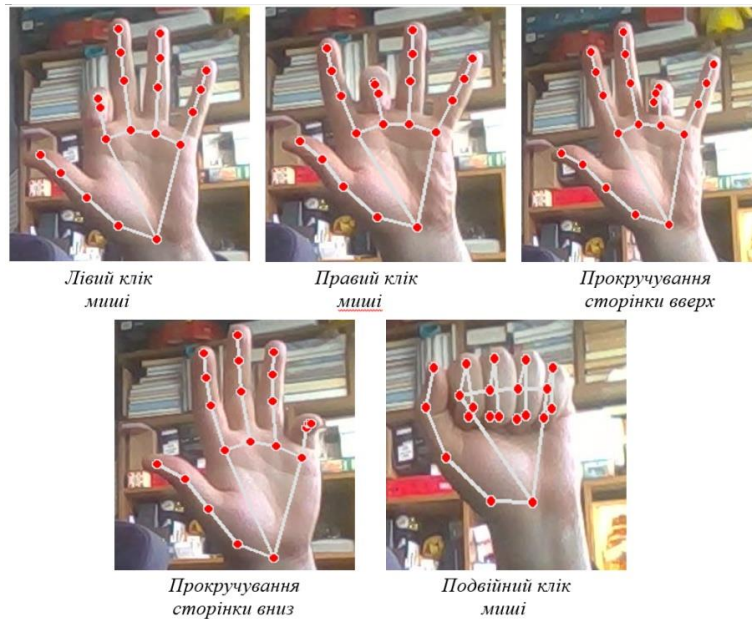 Лівий клік
миші
Правий клік
миші
Прокручування
сторінки вверх
Прокручування
сторінки вниз
Подвійний клік
миші